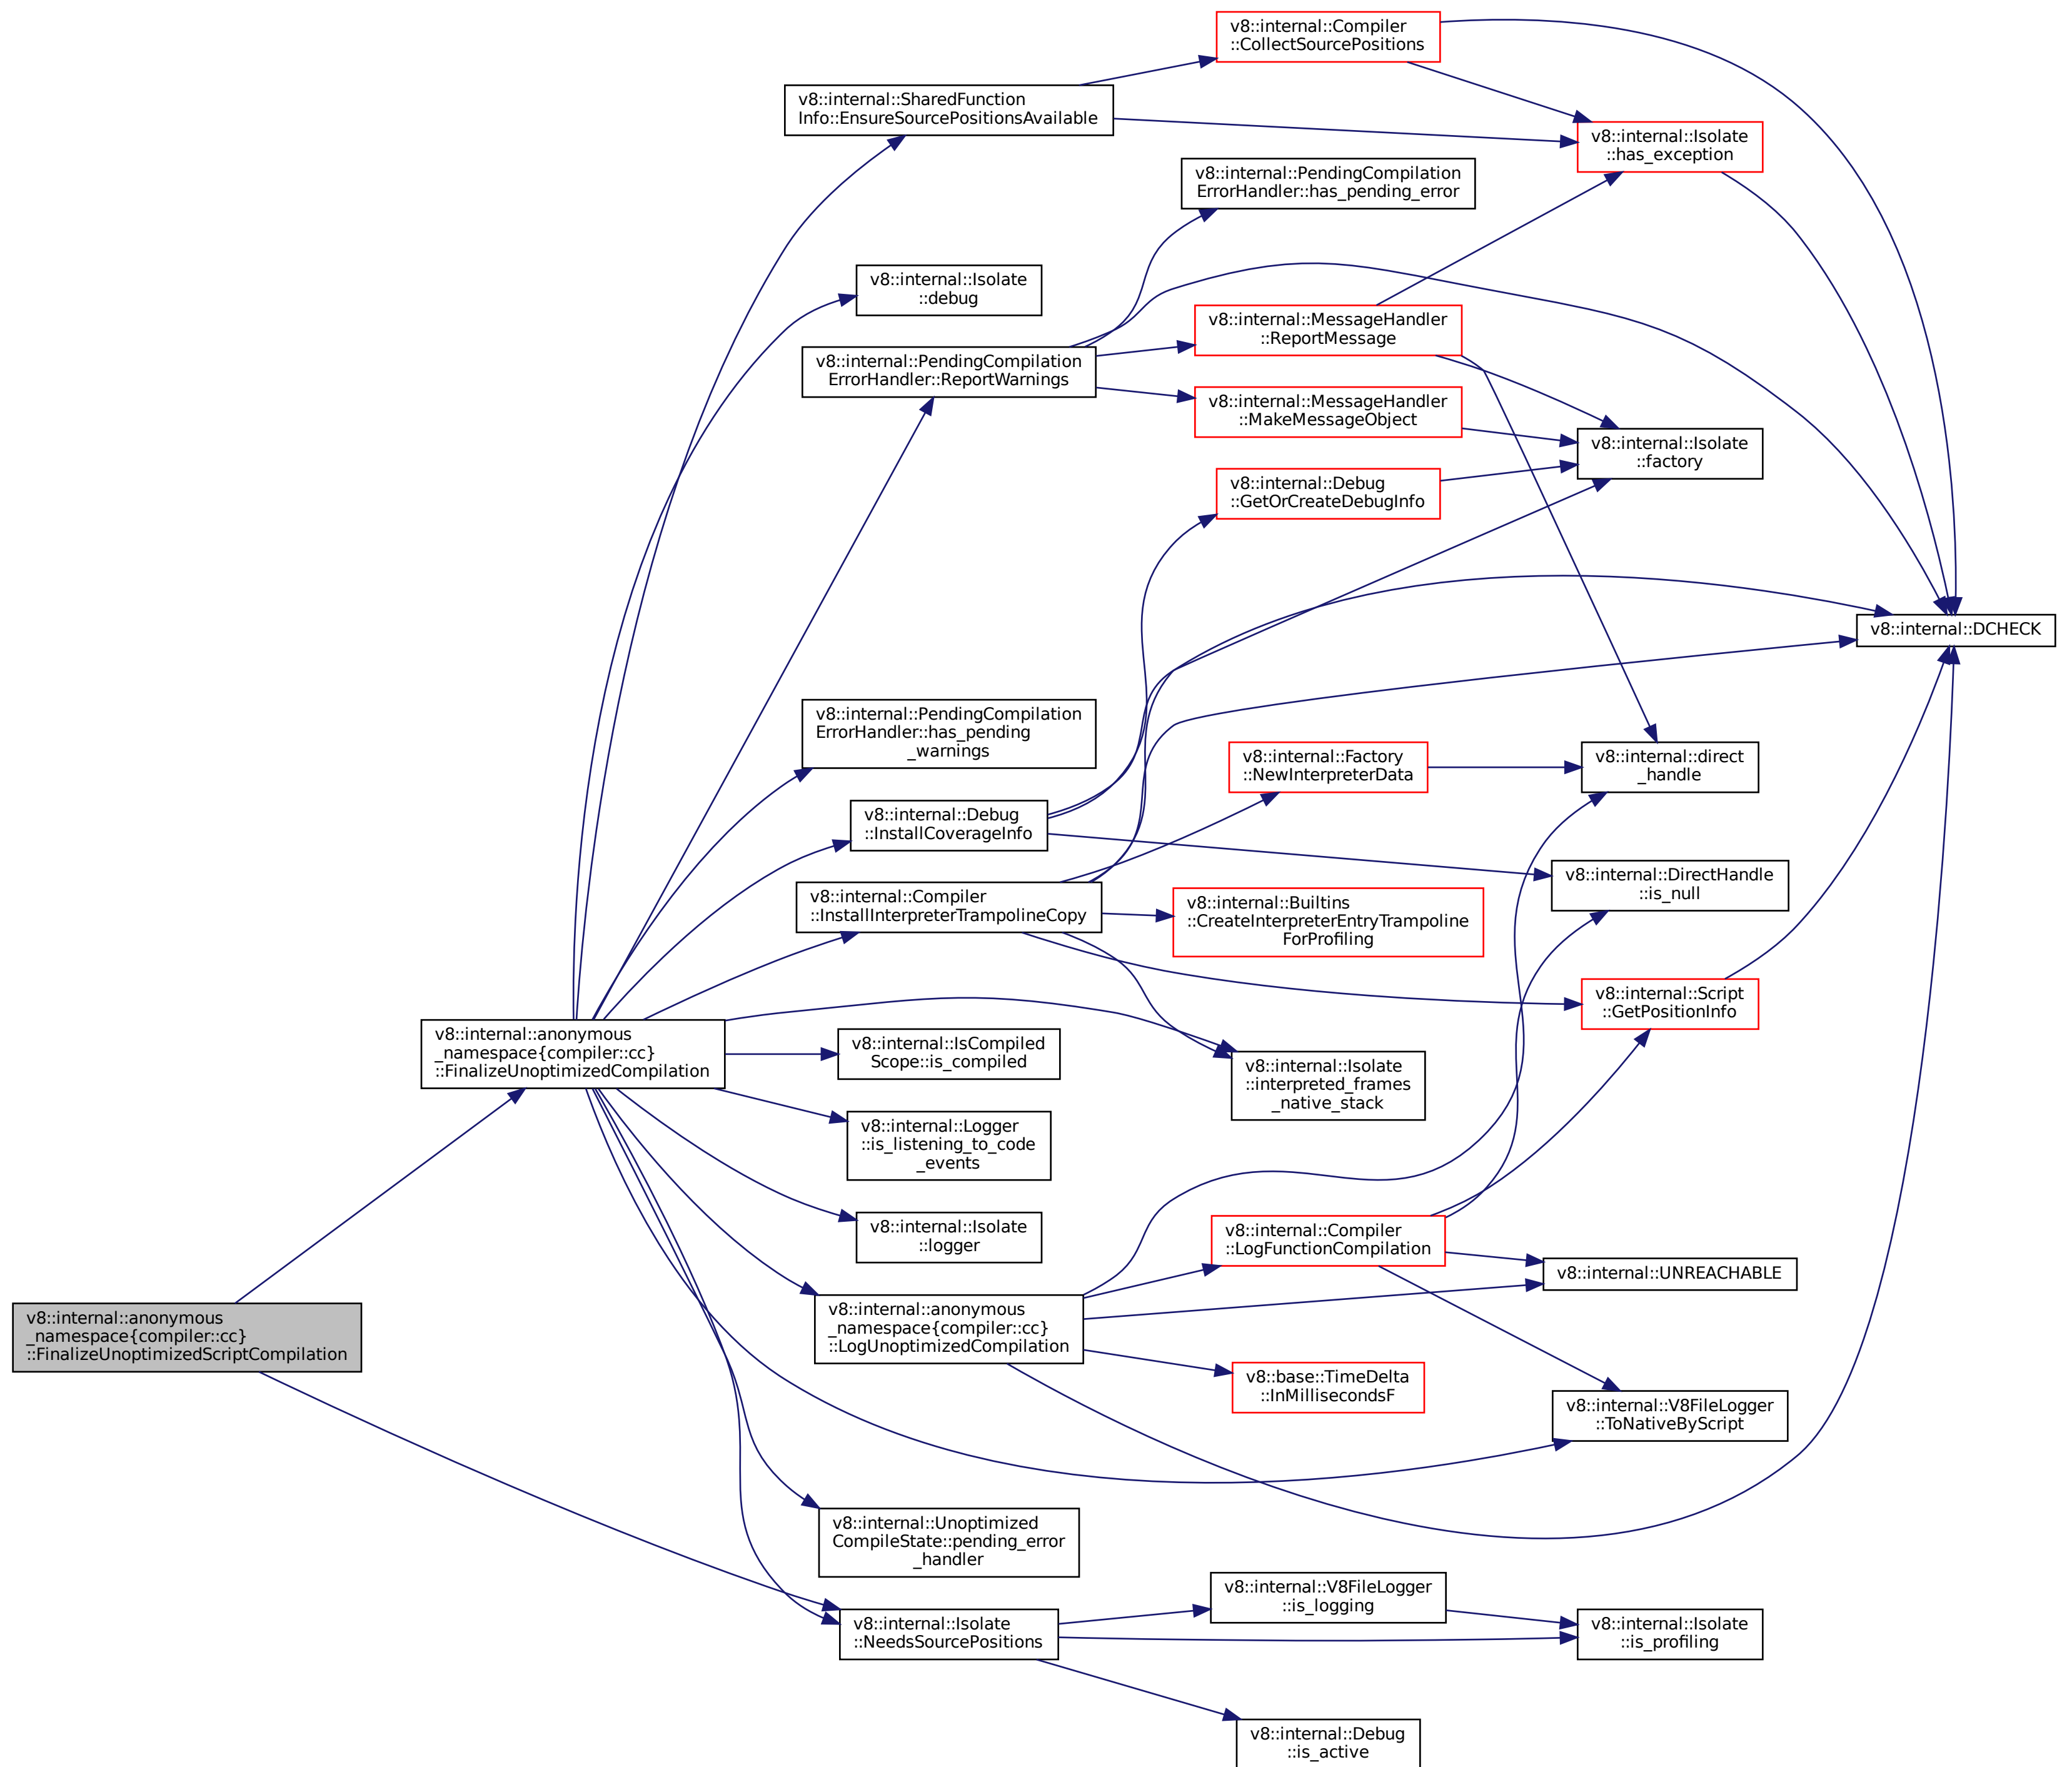 v8::internal::Compiler
::CollectSourcePositions
v8::internal::SharedFunction
Info::EnsureSourcePositionsAvailable
v8::internal::Isolate
::has_exception
v8::internal::PendingCompilation
ErrorHandler::has_pending_error
v8::internal::Isolate
::debug
v8::internal::MessageHandler
::ReportMessage
v8::internal::PendingCompilation
ErrorHandler::ReportWarnings
v8::internal::MessageHandler
::MakeMessageObject
v8::internal::Isolate
::factory
v8::internal::Debug
::GetOrCreateDebugInfo
v8::internal::DCHECK
v8::internal::PendingCompilation
ErrorHandler::has_pending
_warnings
v8::internal::Factory
::NewInterpreterData
v8::internal::direct
_handle
v8::internal::Debug
::InstallCoverageInfo
v8::internal::DirectHandle
::is_null
v8::internal::Compiler
::InstallInterpreterTrampolineCopy
v8::internal::Builtins
::CreateInterpreterEntryTrampoline
ForProfiling
v8::internal::Script
::GetPositionInfo
v8::internal::anonymous
_namespace{compiler::cc}
::FinalizeUnoptimizedCompilation
v8::internal::IsCompiled
Scope::is_compiled
v8::internal::Isolate
::interpreted_frames
_native_stack
v8::internal::Logger
::is_listening_to_code
_events
v8::internal::Isolate
::logger
v8::internal::Compiler
::LogFunctionCompilation
v8::internal::UNREACHABLE
v8::internal::anonymous
_namespace{compiler::cc}
::FinalizeUnoptimizedScriptCompilation
v8::internal::anonymous
_namespace{compiler::cc}
::LogUnoptimizedCompilation
v8::base::TimeDelta
::InMillisecondsF
v8::internal::V8FileLogger
::ToNativeByScript
v8::internal::Unoptimized
CompileState::pending_error
_handler
v8::internal::V8FileLogger
::is_logging
v8::internal::Isolate
::NeedsSourcePositions
v8::internal::Isolate
::is_profiling
v8::internal::Debug
::is_active